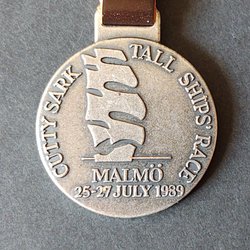 CUTTY SARK
TALL SHIPS' RACE
MALMÖ
25-27 JULY 1989